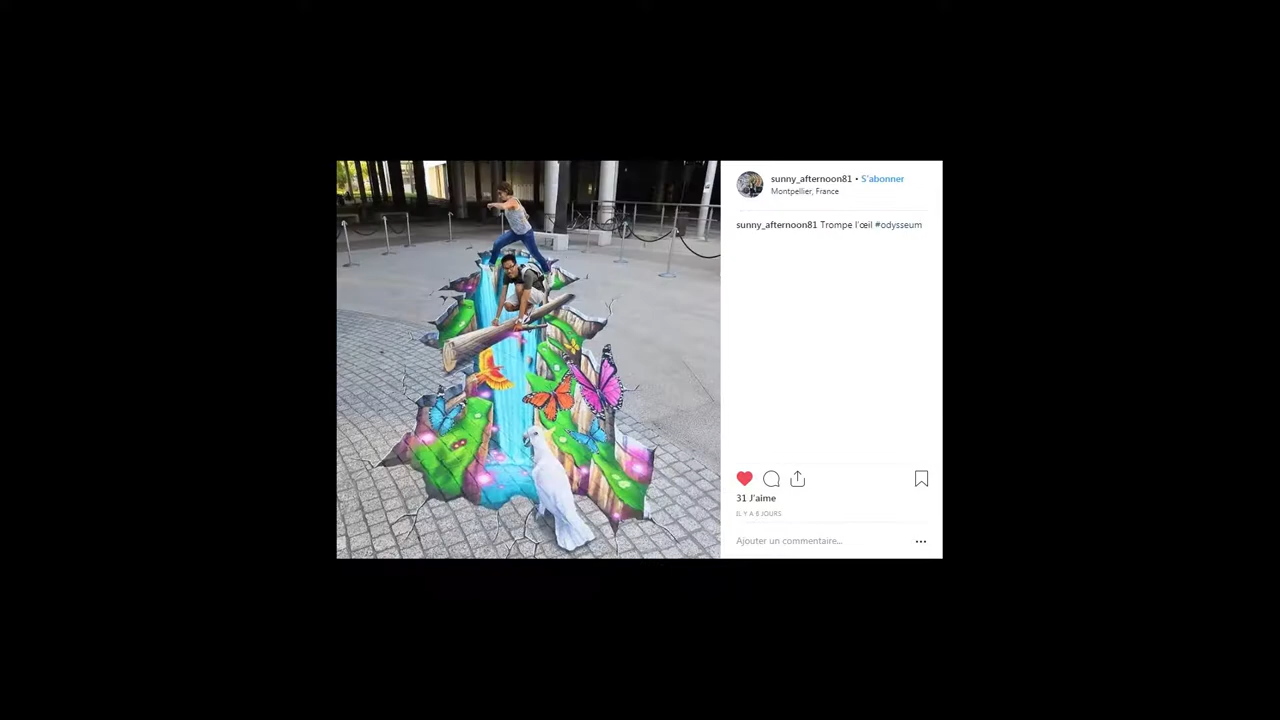 sunny_afternoon81 • S'abonner
Montpellier, France
sunny_afternoon81 Trompe l'œil #odysseum
31 J'aime
IL Y A 6 JOURS
Ajouter un commentaire...